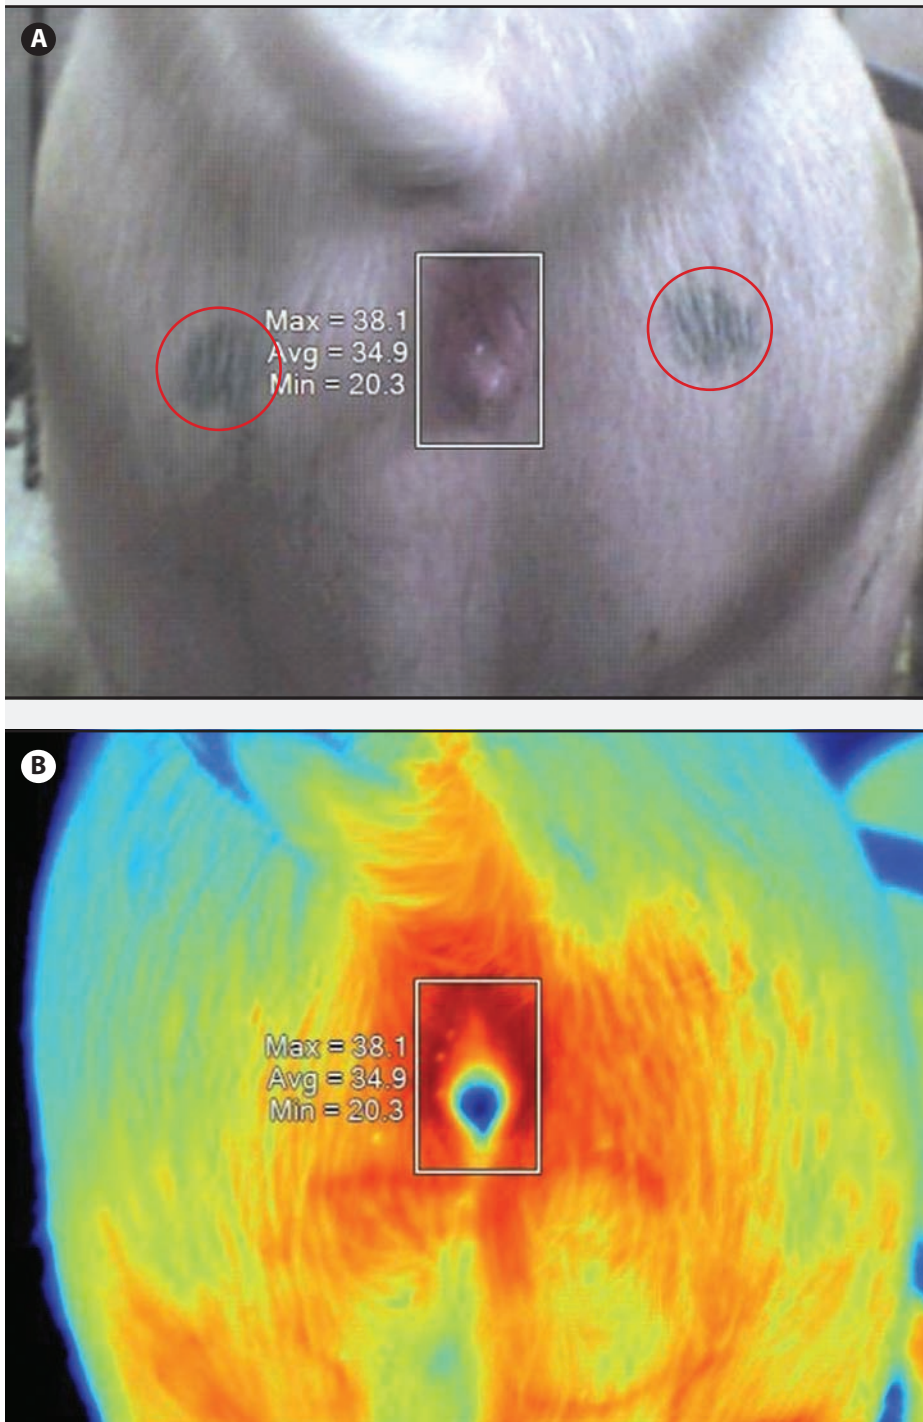 A
Max = 38.1
Avg = 34.9
Min = 20.3
B
Max = 38.1
Avg = 34.9
Min = 20.3